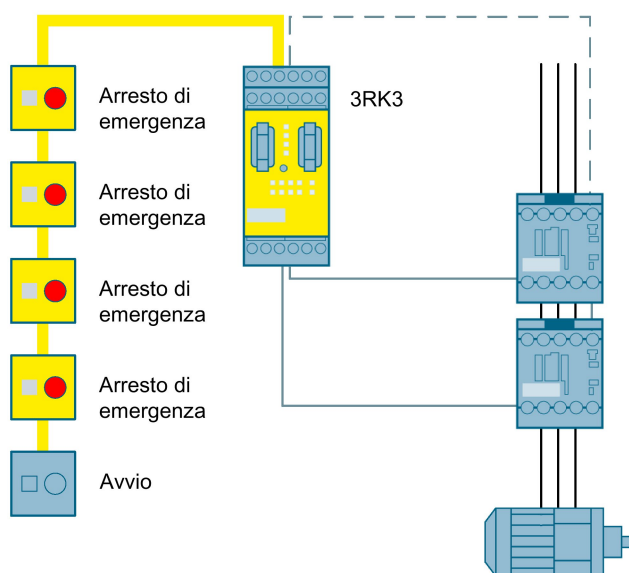 Arresto di
emergenza
3RK3
Arresto di
emergenza
Arresto di
emergenza
Arresto di
emergenza
Avvio